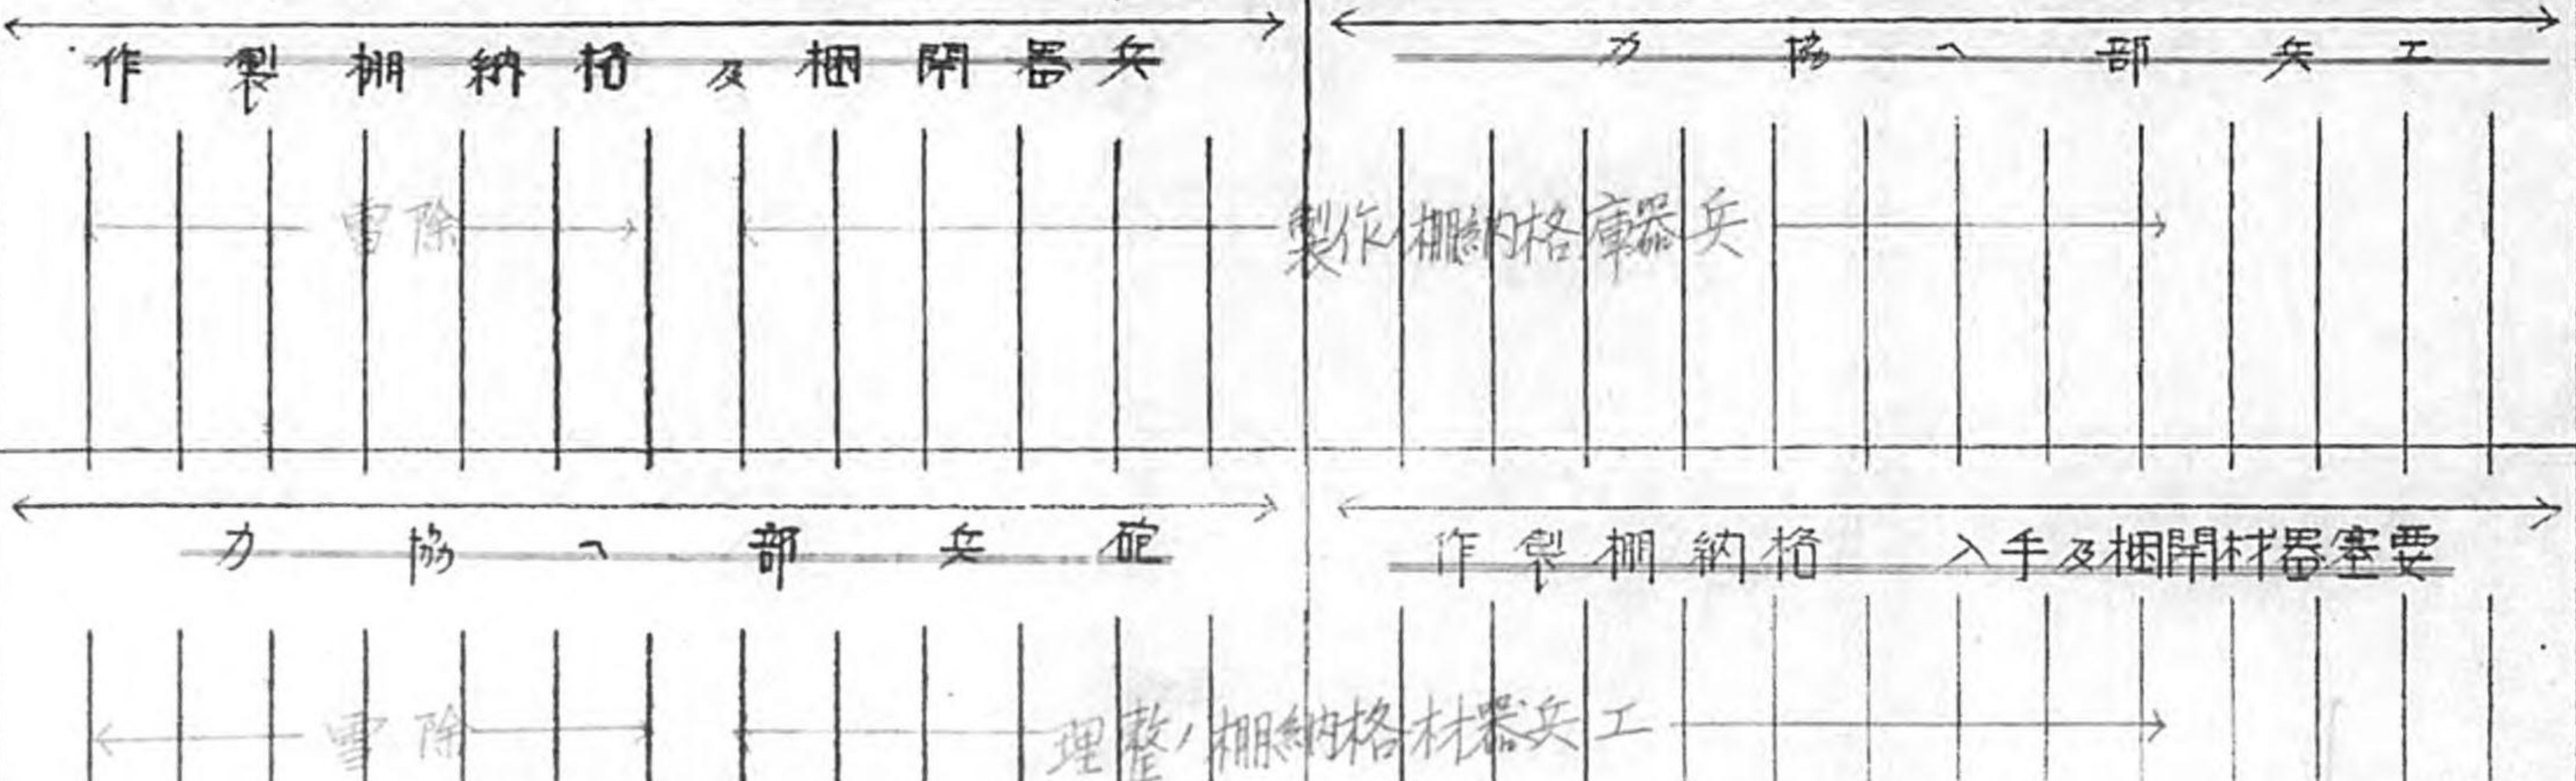 工兵部ヘ協力
兵器開梱及格納棚製作
兵器庫格納棚ノ作製
除雪
要塞器材開梱及手入 格納棚製作
砲兵部ヘ協力
工兵器材格納棚ノ整理
除雪